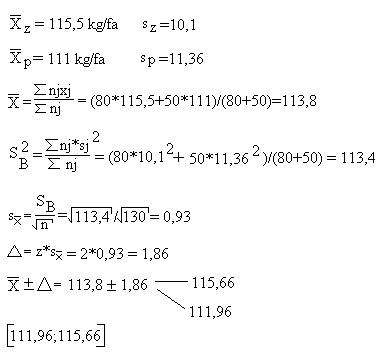 X̅z = 115,5 kg/fa sz =10,1
X̅p = 111 kg/fa sp =11,36
X̅ = Σnjxj / Σ nj = (80*115,5+50*111)/(80+50)=113,8
S²B = Σnj*sj² / Σ nj = (80*10,1²+ 50*11,36²)/(80+50) = 113,4
sx̅ = SB / √n = √113,4 / √130 = 0,93
△= z*sx̅ = 2*0,93 = 1,86
X̅ ± △= 113,8 ± 1,86 115,66
111,96
[111,96;115,66]